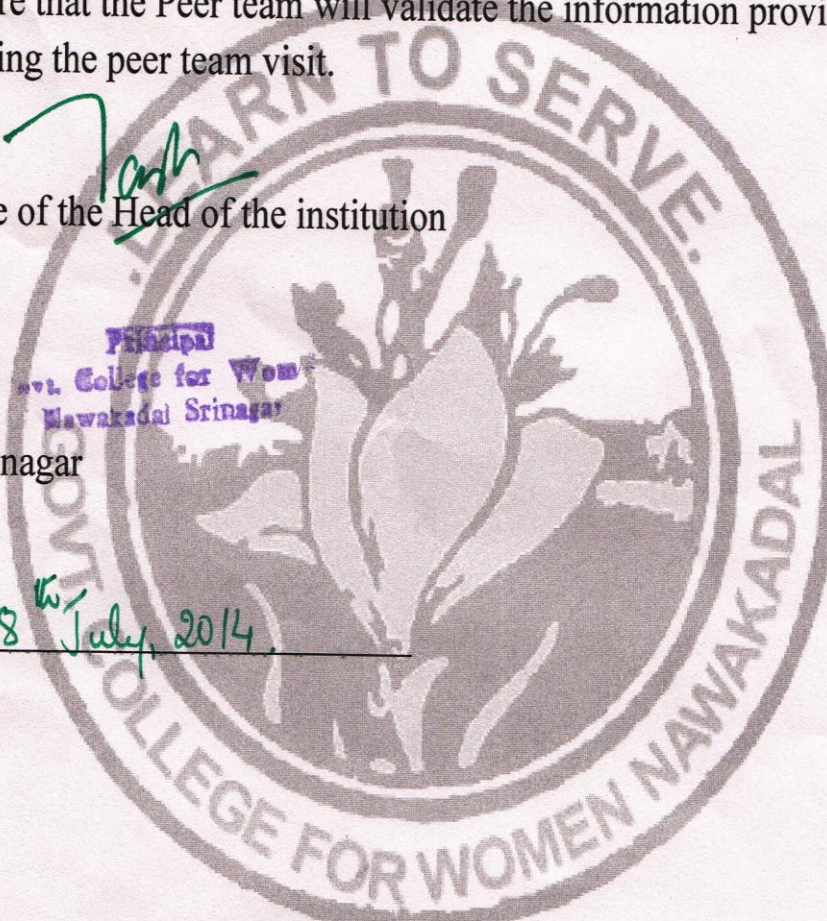 re that the Peer team will validate the information provi
ing the peer team visit.
e of the Head of the institution
Principal
ovt. College for Wom
Nawakadal Srinagar
nagar
8th July, 2014.
.LEARN TO SERVE.
GOVT. COLLEGE FOR WOMEN NAWAKADAL